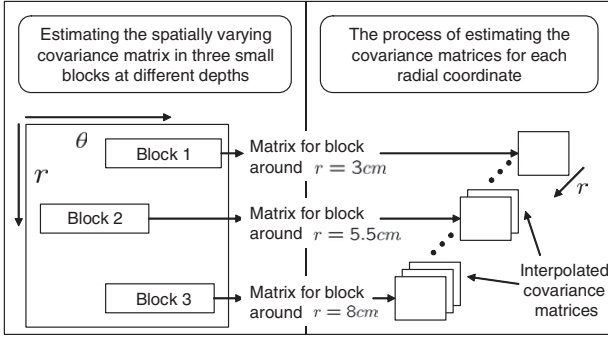 Estimating the spatially varying
covariance matrix in three small
blocks at different depths
The process of estimating the
covariance matrices for each
radial coordinate
θ
r
Block 1
Matrix for block
around r = 3cm
r
Block 2
Matrix for block
around r = 5.5cm
Interpolated
covariance
matrices
Block 3
Matrix for block
around r = 8cm